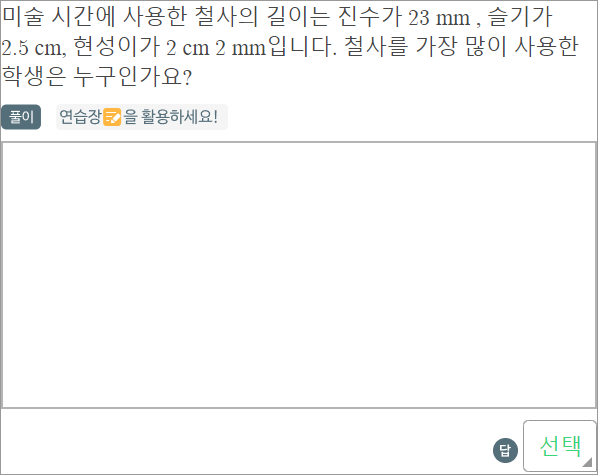 미술 시간에 사용한 철사의 길이는 진수가 23 mm , 슬기가
2.5 cm, 현성이가 2 cm 2 mm입니다. 철사를 가장 많이 사용한
학생은 누구인가요?
풀이 연습장을 활용하세요!
답 선택